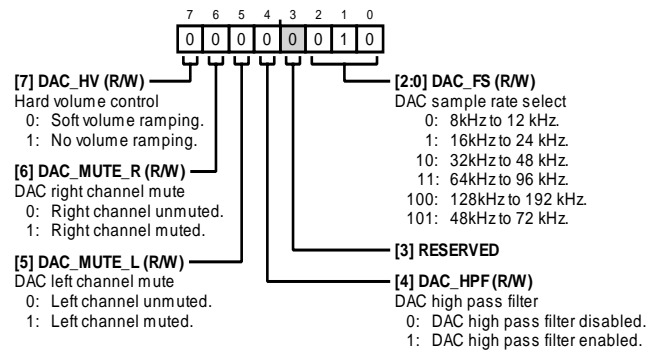 7 6 5 4 3 2 1 0
0 0 0 0 0 0 1 0
[7] DAC_HV (R/W)
Hard volume control
0: Soft volume ramping.
1: No volume ramping.
[6] DAC_MUTE_R (R/W)
DAC right channel mute
0: Right channel unmuted.
1: Right channel muted.
[5] DAC_MUTE_L (R/W)
DAC left channel mute
0: Left channel unmuted.
1: Left channel muted.
[2:0] DAC_FS (R/W)
DAC sample rate select
0: 8kHz to 12 kHz.
1: 16kHz to 24 kHz.
10: 32kHz to 48 kHz.
11: 64kHz to 96 kHz.
100: 128kHz to 192 kHz.
101: 48kHz to 72 kHz.
[3] RESERVED
[4] DAC_HPF (R/W)
DAC high pass filter
0: DAC high pass filter disabled.
1: DAC high pass filter enabled.